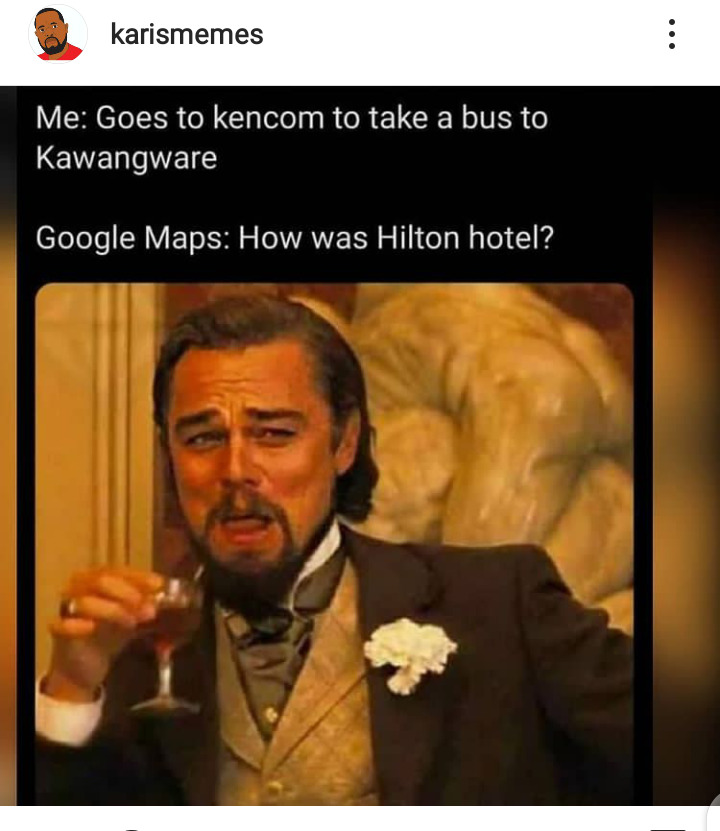 karismemes
Me: Goes to kencom to take a bus to
Kawangware
Google Maps: How was Hilton hotel?